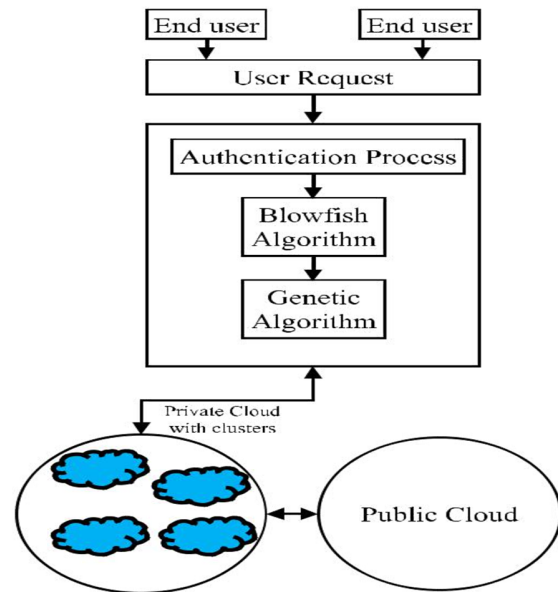 End user
End user
User Request
Authentication Process
Blowfish
Algorithm
Genetic
Algorithm
Private Cloud
with clusters
Public Cloud